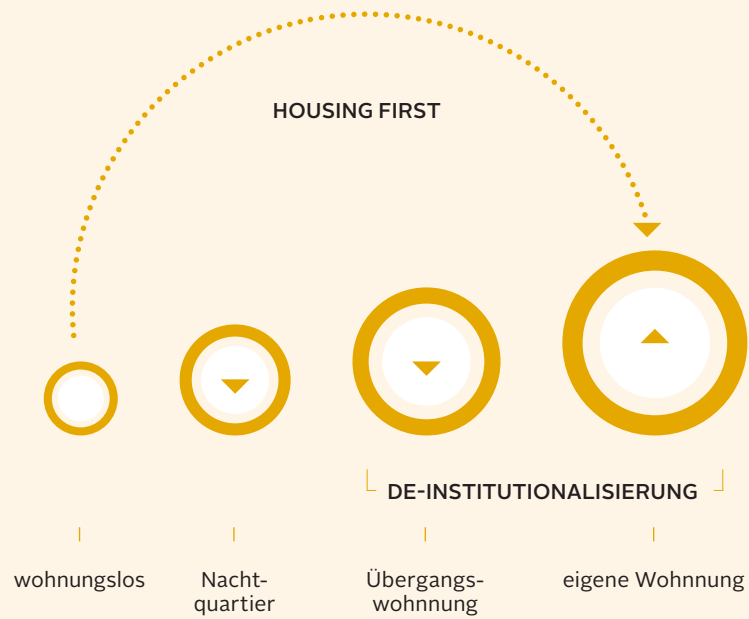 HOUSING FIRST
DE-INSTITUTIONALISIERUNG
wohnungslos
Nacht-
quartier
Übergangs-
wohnnung
eigene Wohnnung